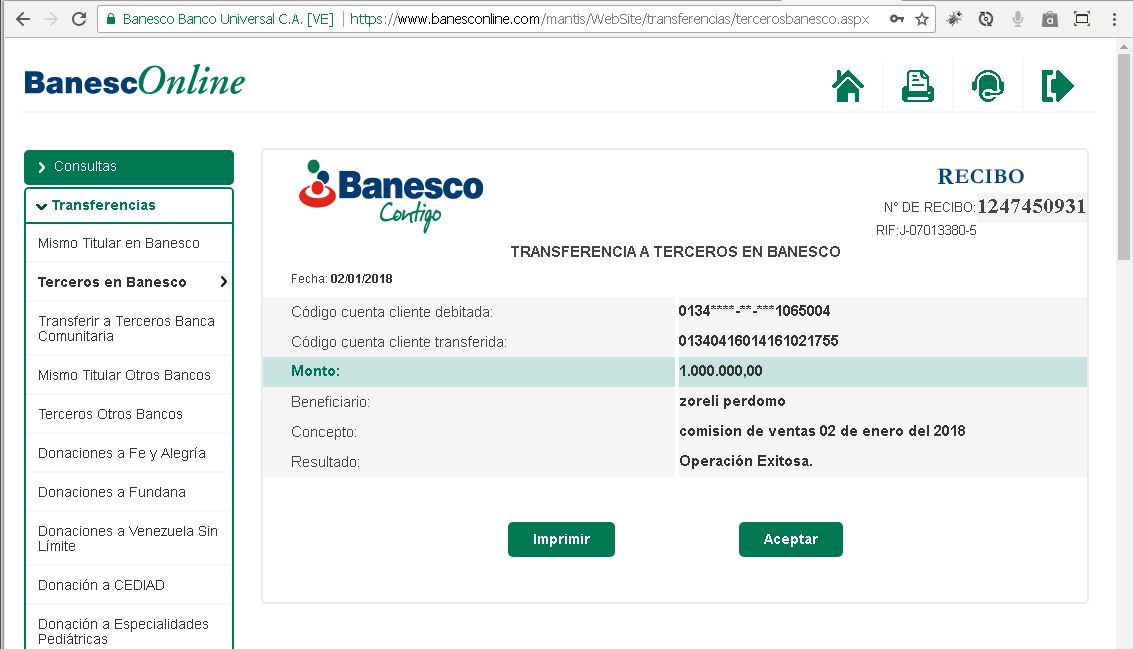 Banesco Banco Universal C.A. [VE] | https://www.banesconline.com/mantis/WebSite/transferencias/tercerosbanesco.aspx
BanescOnline
Consultas
Transferencias
Mismo Titular en Banesco
Terceros en Banesco
Transferir a Terceros Banca
Comunitaria
Mismo Titular Otros Bancos
Terceros Otros Bancos
Donaciones a Fe y Alegría
Donaciones a Fundana
Donaciones a Venezuela Sin
Límite
Donación a CEDIAD
Donación a Especialidades
Pediátricas
Banesco
Contigo
RECIBO
N° DE RECIBO: 1247450931
RIF:J-07013380-5
TRANSFERENCIA A TERCEROS EN BANESCO
Fecha: 02/01/2018
Código cuenta cliente debitada: 0134****-**-***1065004
Código cuenta cliente transferida: 01340416014161021755
Monto: 1.000.000,00
Beneficiario: zoreli perdomo
Concepto: comision de ventas 02 de enero del 2018
Resultado: Operación Exitosa.
Imprimir Aceptar